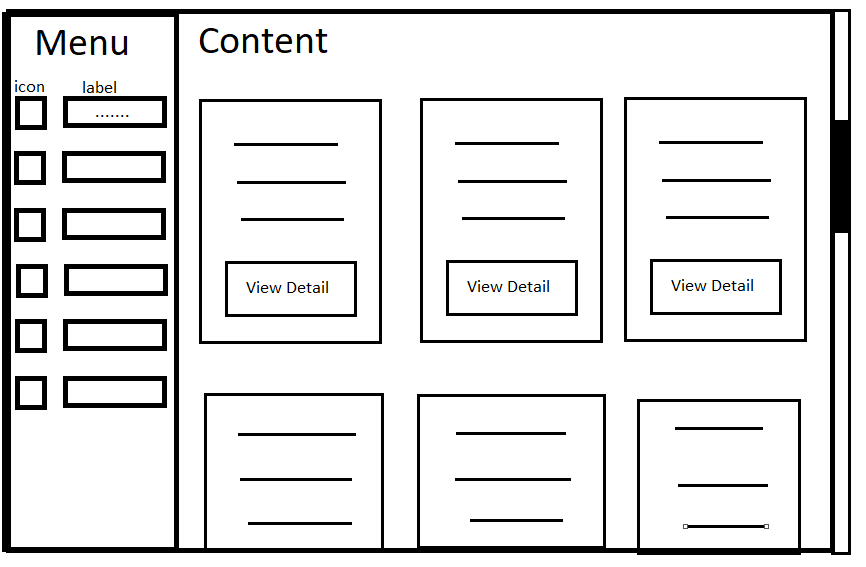 Menu
Content
icon
label
.......
View Detail
View Detail
View Detail